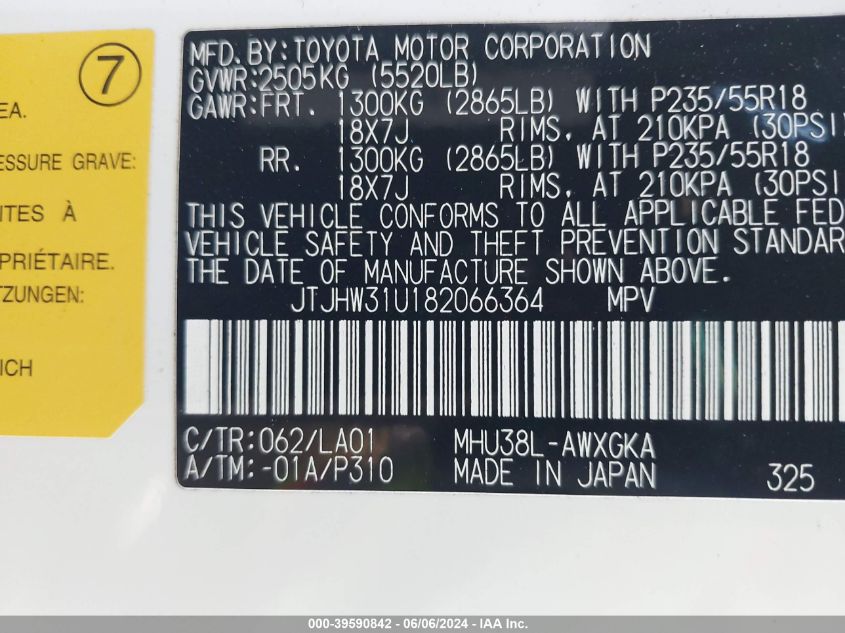 7
EA.
ESSURE GRAVE:
ITES À
PRIÉTAIRE.
TZUNGEN:
ICH
MFD. BY: TOYOTA MOTOR CORPORATION
GVWR: 2505KG (5520LB)
GAWR: FRT. 1300KG (2865LB) WITH P235/55R18
18X7J RIMS, AT 210KPA (30PSI)
RR. 1300KG (2865LB) WITH P235/55R18
18X7J RIMS, AT 210KPA (30PSI
THIS VEHICLE CONFORMS TO ALL APPLICABLE FED
VEHICLE SAFETY AND THEFT PREVENTION STANDAR
THE DATE OF MANUFACTURE SHOWN ABOVE.
JTJHW31U182066364 MPV
C/TR: 062/LA01 MHU38L-AWXGKA
A/TM: -01A/P310 MADE IN JAPAN 325
000-39590842 - 06/06/2024 - IAA Inc.